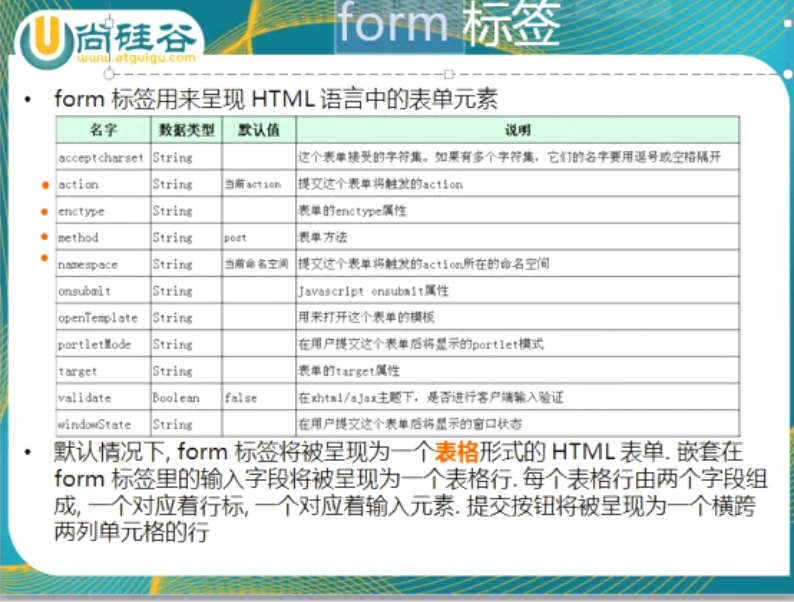 尚硅谷
www.atguigu.com
form 标签
• form 标签用来呈现 HTML 语言中的表单元素
名字 数据类型 默认值 说明
acceptcharset String 这个表单接受的字符集。如果有多个字符集, 它们的名字要用逗号或空格隔开
action String 当前action 提交这个表单将触发的action
enctype String 表单的enctype属性
method String post 表单方法
namespace String 当前命名空间 提交这个表单将触发的action所在的命名空间
onsubmit String Javascript onsubmit属性
openTemplate String 用来打开这个表单的模板
portletMode String 在用户提交这个表单后将显示的portlet模式
target String 表单的target属性
validate Boolean false 在xhtml/ajax主题下, 是否进行客户端输入验证
windowState String 在用户提交这个表单后将显示的窗口状态
• 默认情况下, form 标签将被呈现为一个表格形式的 HTML 表单. 嵌套在
form 标签里的输入字段将被呈现为一个表格行. 每个表格行由两个字段组
成, 一个对应着行标, 一个对应着输入元素. 提交按钮将被呈现为一个横跨
两列单元格的行